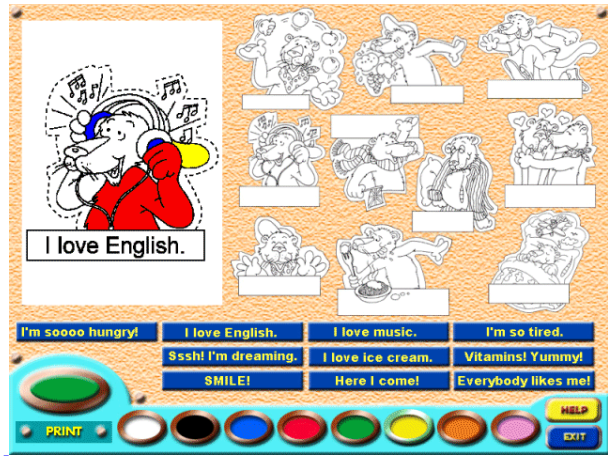 I love English.
I'm soooo hungry!
I love English.
I love music.
I'm so tired.
Sssh! I'm dreaming.
I love ice cream.
Vitamins! Yummy!
SMILE!
Here I come!
Everybody likes me!
PRINT
HELP
EXIT